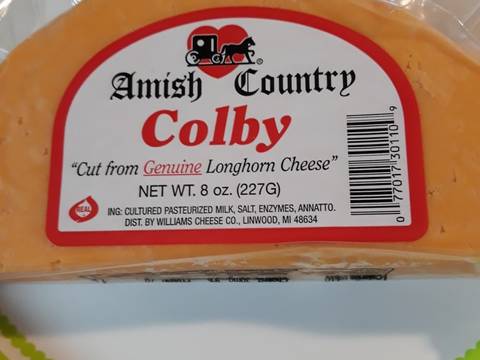 Amish Country
Colby
"Cut from Genuine Longhorn Cheese"
NET WT. 8 oz. (227G)
REAL
ING: CULTURED PASTEURIZED MILK, SALT, ENZYMES, ANNATTO.
DIST. BY WILLIAMS CHEESE CO., LINWOOD, MI 48634
0 77017 30110 9